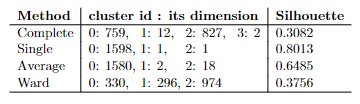 Method cluster id : its dimension Silhouette
Complete 0: 759, 1: 12, 2: 827, 3: 2 0.3082
Single 0: 1598, 1: 1, 2: 1 0.8013
Average 0: 1580, 1: 2, 2: 18 0.6485
Ward 0: 330, 1: 296, 2: 974 0.3756